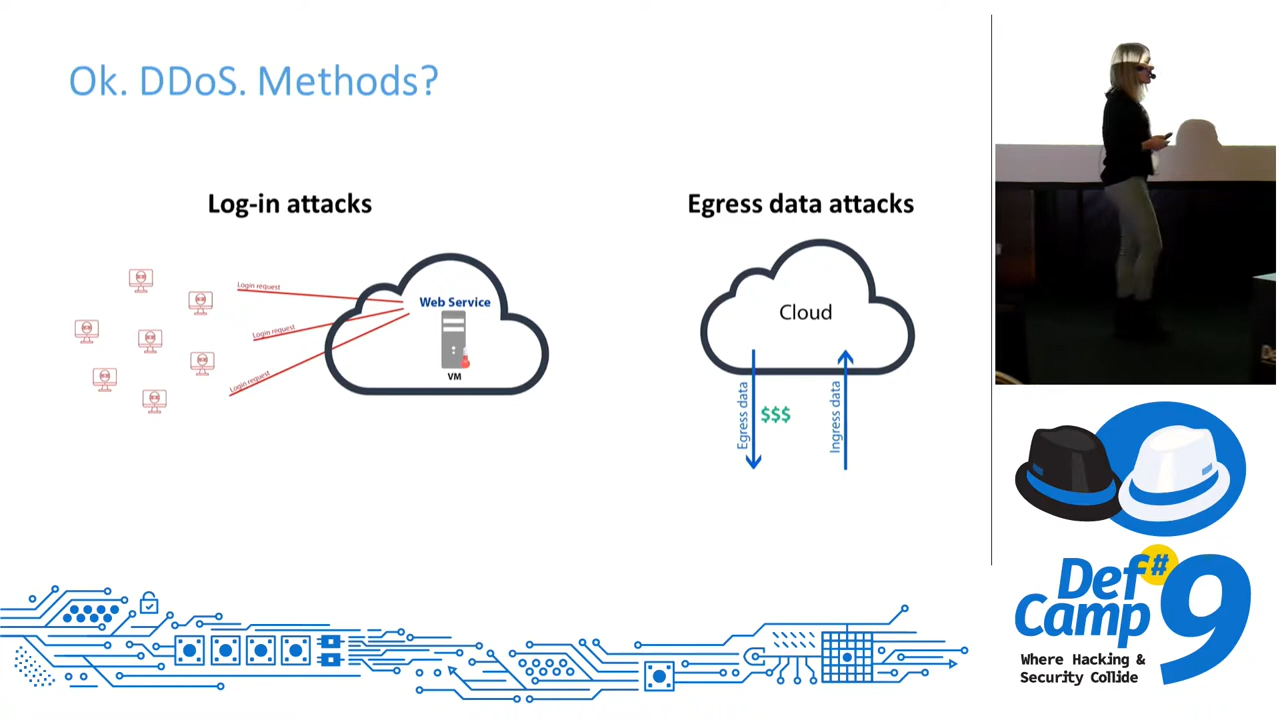 Ok. DDoS. Methods?
Log-in attacks
Login request
Login request
Login request
Web Service
VM
Egress data attacks
Cloud
Egress data
$$$
Ingress data
Def
#
Camp
9
Where Hacking &
Security Collide